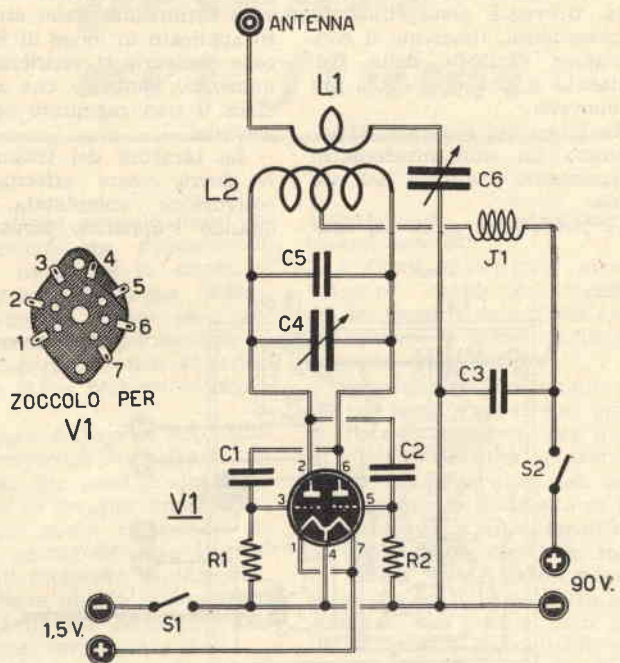 ANTENNA
L1
L2
C6
J1
C5
C4
C3
3 4
2 5
1 6
7
ZOCCOLO PER
V1
C1
C2
S2
V1
2 6
3 5
1 4 7
R1
R2
90 V.
1,5 V.
S1